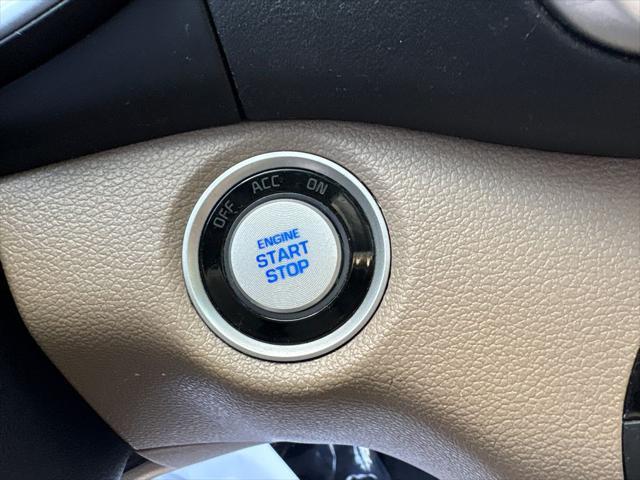 OFF ACC ON
ENGINE
START
STOP